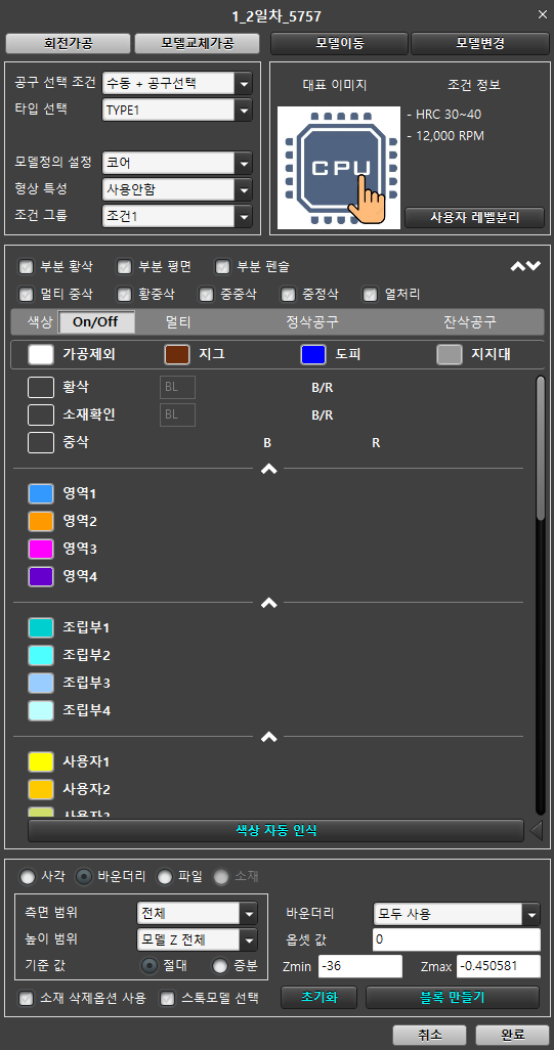 1_2일차_5757
회전가공 모델교체가공 모델이동 모델변경
공구 선택 조건 수동 + 공구선택
타입 선택 TYPE1
모델정의 설정 코어
형상 특성 사용안함
조건 그룹 조건1
대표 이미지 조건 정보
CPU
- HRC 30~40
- 12,000 RPM
사용자 레벨분리
부분 황삭 부분 평면 부분 펜슬
멀티 중삭 황중삭 중중삭 중정삭 열처리
색상 On/Off 멀티 정삭공구 잔삭공구
가공제외 지그 도피 지지대
황삭 BL B/R
소재확인 BL B/R
중삭 B R
영역1
영역2
영역3
영역4
조립부1
조립부2
조립부3
조립부4
사용자1
사용자2
사용자3
색상 자동 인식
사각 바운더리 파일 소재
측면 범위 전체
높이 범위 모델 Z 전체
기준 값 절대 증분
바운더리 모두 사용
옵셋 값 0
Zmin -36 Zmax -0.450581
소재 삭제옵션 사용 스톡모델 선택 초기화 블록 만들기
취소 완료